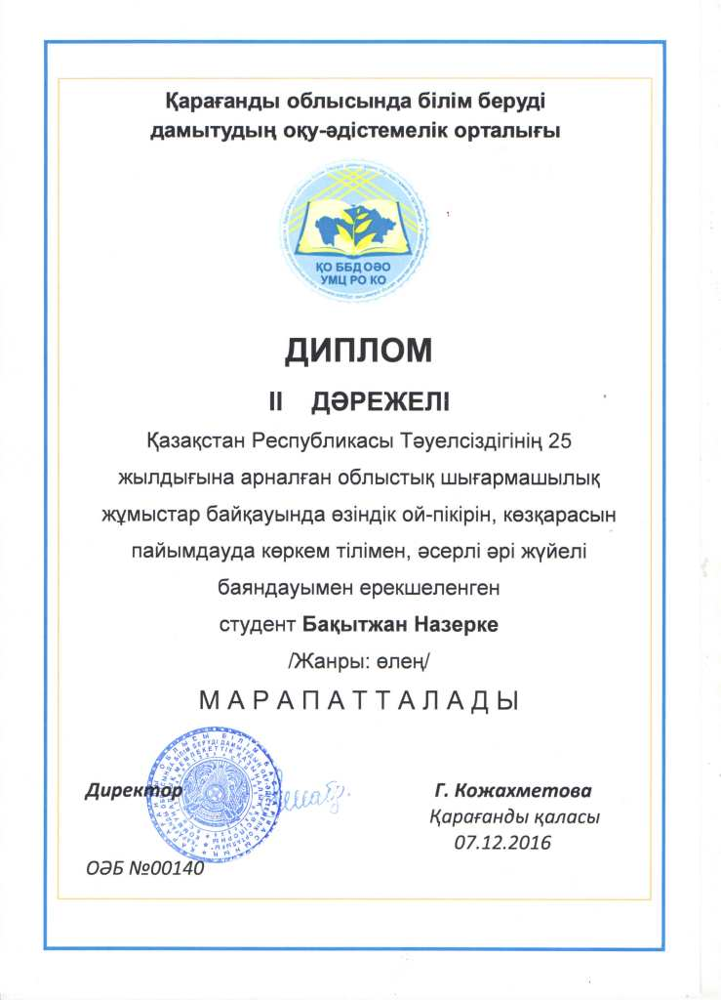 Қарағанды облысында білім беруді
дамытудың оқу-әдістемелік орталығы
ҚО ББД ОӘО
УМЦ РО КО
ДИПЛОМ
II ДӘРЕЖЕЛІ
Қазақстан Республикасы Тәуелсіздігінің 25
жылдығына арналған облыстық шығармашылық
жұмыстар байқауында өзіндік ой-пікірін, көзқарасын
пайымдауда көркем тілімен, әсерлі әрі жүйелі
баяндауымен ерекшеленген
студент Бақытжан Назерке
/Жанры: өлең/
М А Р А П А Т Т А Л А Д Ы
Директор
Г. Кожахметова
Қарағанды қаласы
07.12.2016
ОӘБ №00140